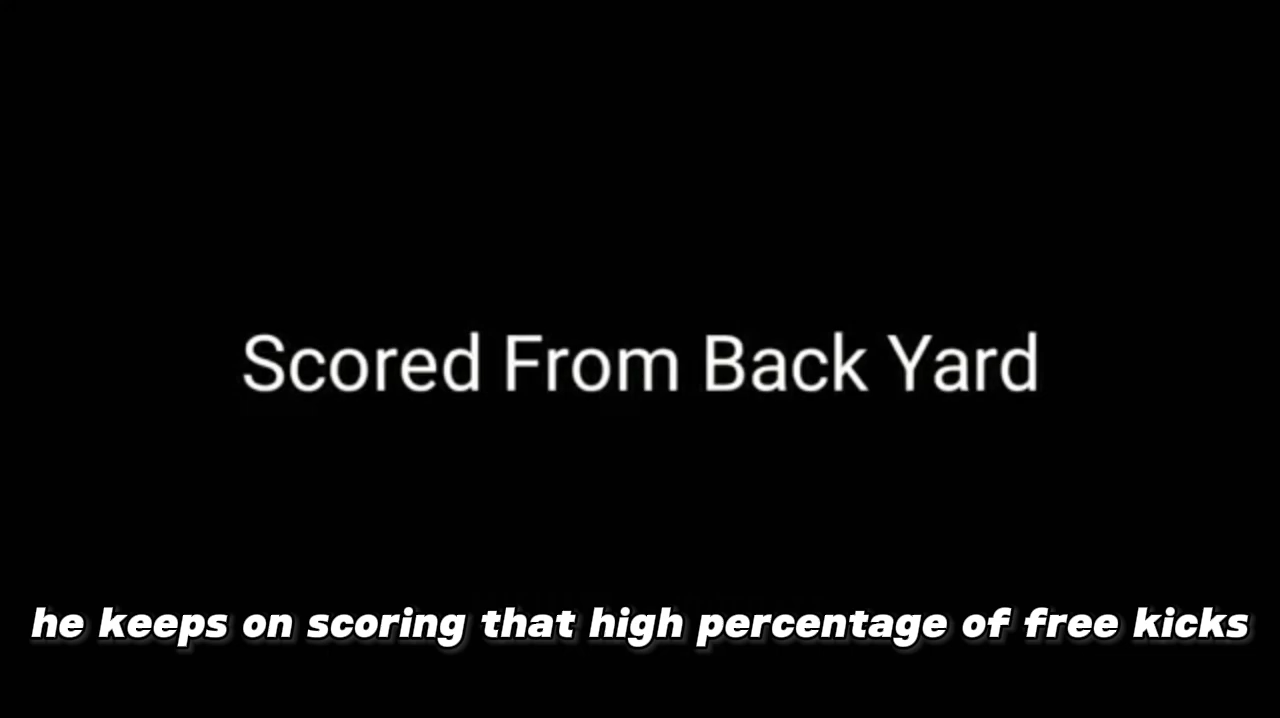 Scored From Back Yard
he keeps on scoring that high percentage of free kicks